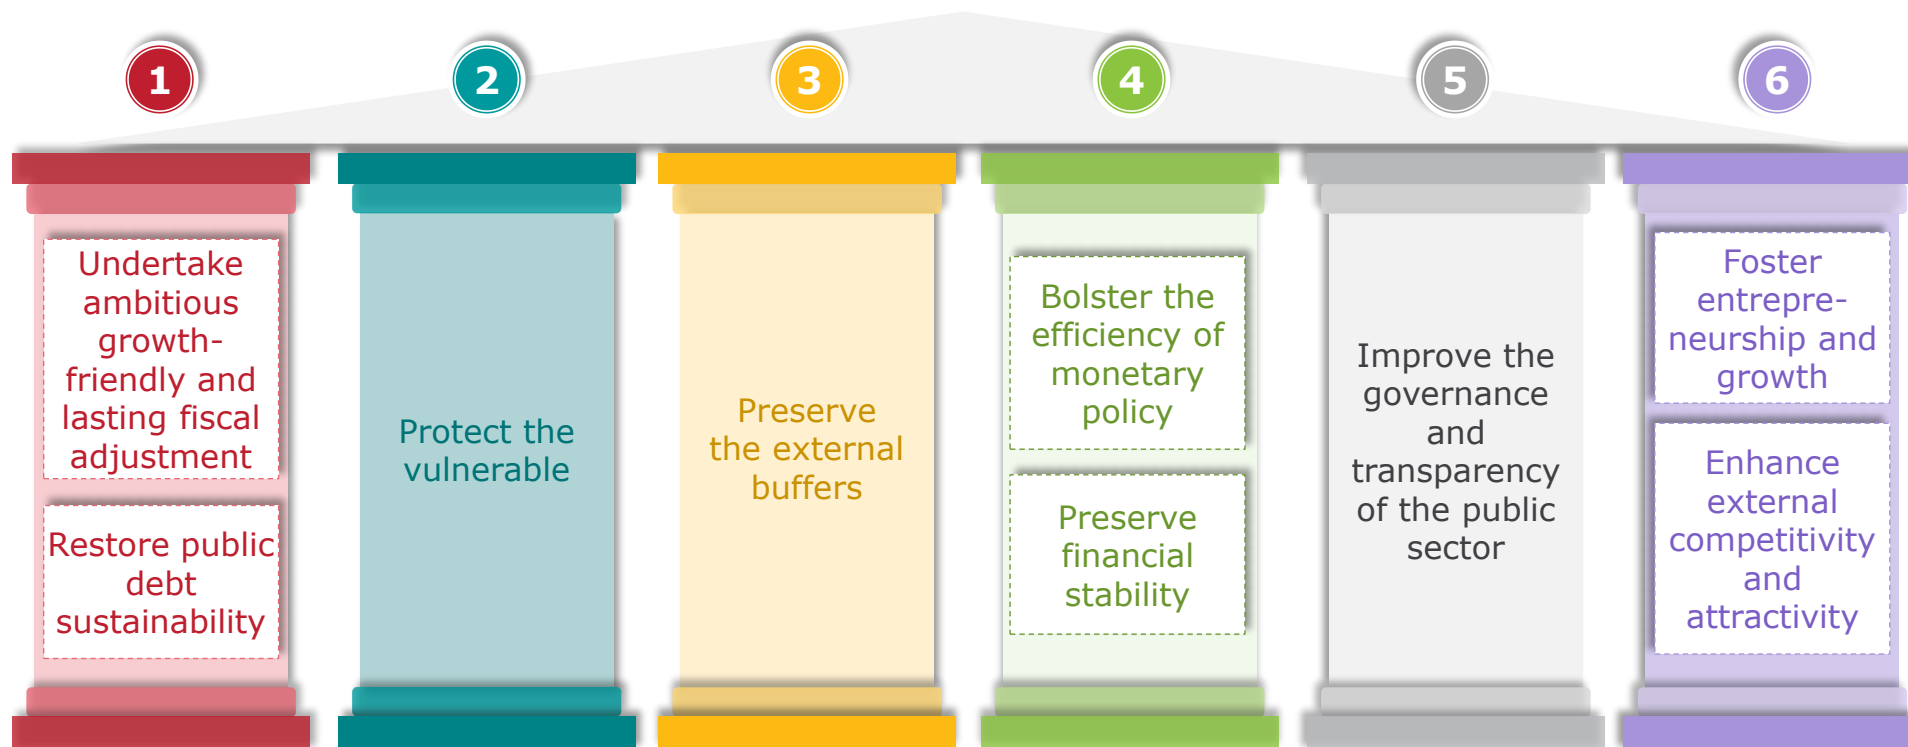 1
2
3
4
5
6
Undertake
ambitious
growth-
friendly and
lasting fiscal
adjustment
Restore public
debt
sustainability
Protect the
vulnerable
Preserve
the external
buffers
Bolster the
efficiency of
monetary
policy
Preserve
financial
stability
Improve the
governance
and
transparency
of the public
sector
Foster
entrepre-
neurship and
growth
Enhance
external
competitivity
and
attractivity